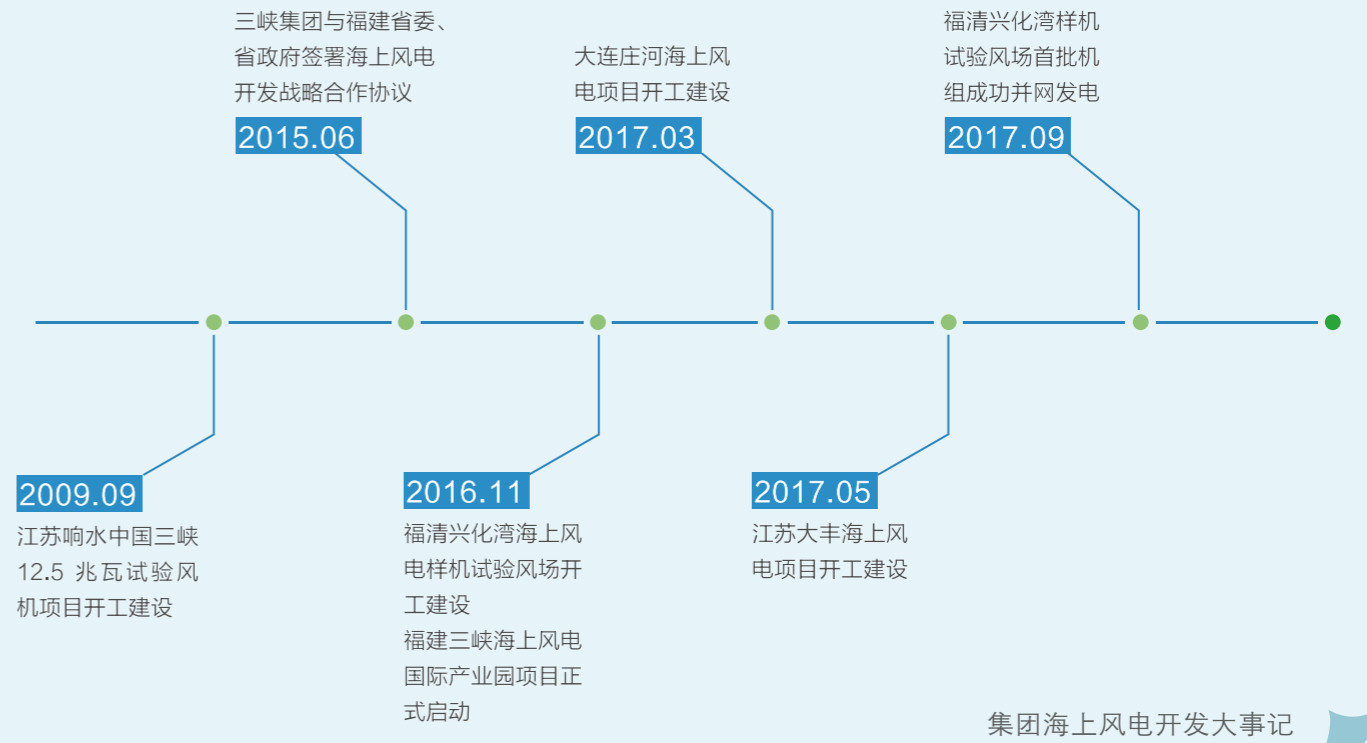 三峡集团与福建省委、
省政府签署海上风电
开发战略合作协议
2015.06
大连庄河海上风
电项目开工建设
2017.03
福清兴化湾样机
试验风场首批机
组成功并网发电
2017.09
2009.09
江苏响水中国三峡
12.5 兆瓦试验风
机项目开工建设
2016.11
福清兴化湾海上风
电样机试验风场开
工建设
福建三峡海上风电
国际产业园项目正
式启动
2017.05
江苏大丰海上风
电项目开工建设
集团海上风电开发大事记